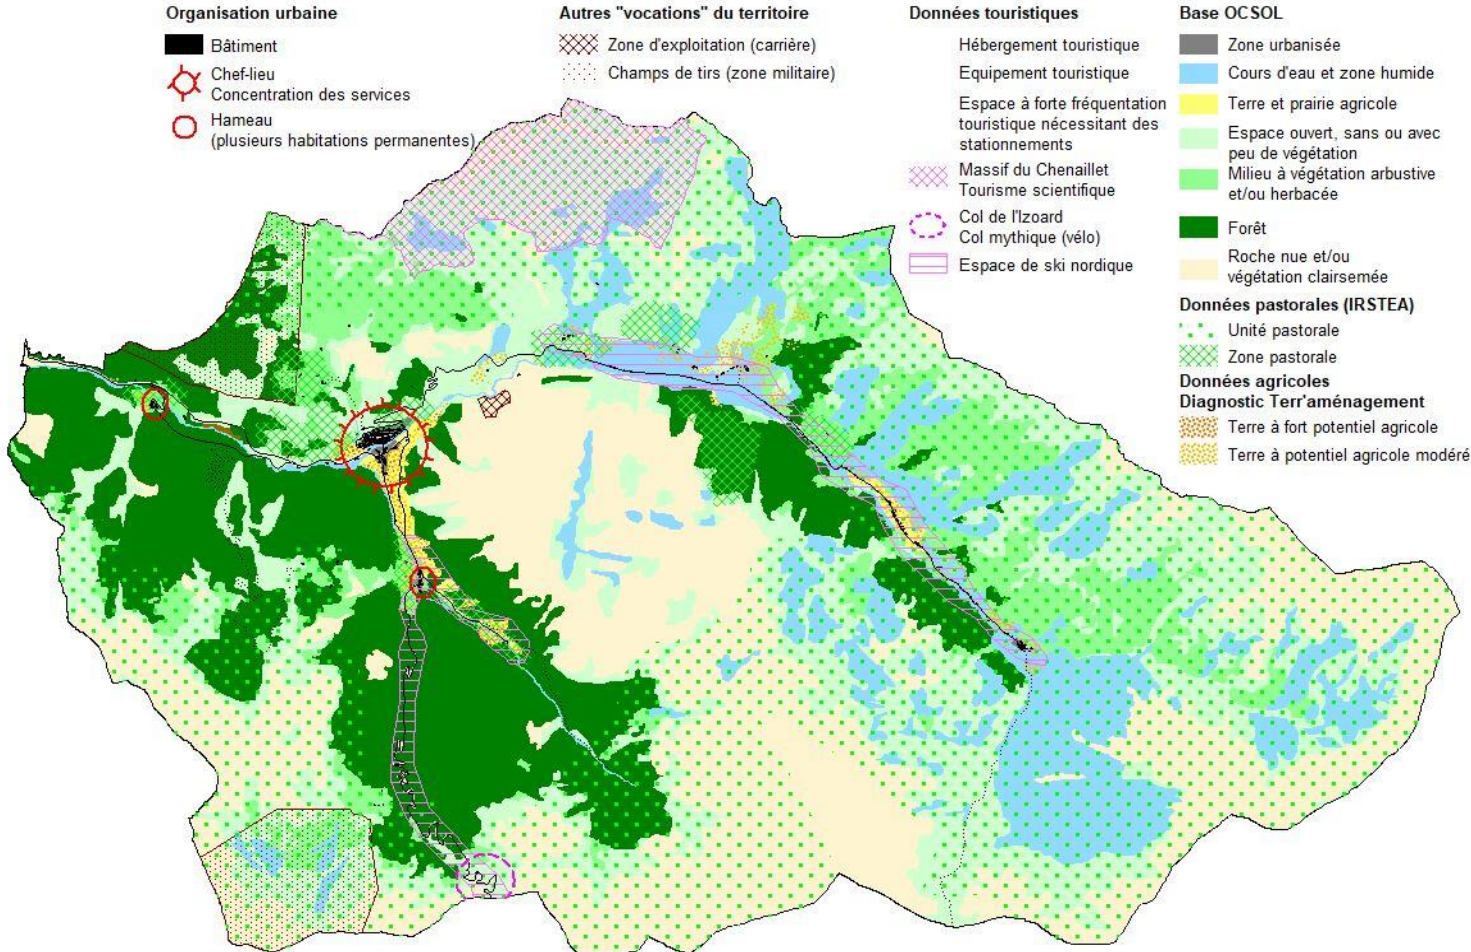 Organisation urbaine
Bâtiment
Chef-lieu
Concentration des services
Hameau
(plusieurs habitations permanentes)
Autres "vocations" du territoire
Zone d'exploitation (carrière)
Champs de tirs (zone militaire)
Données touristiques
Hébergement touristique
Equipement touristique
Espace à forte fréquentation
touristique nécessitant des
stationnements
Massif du Chenaillet
Tourisme scientifique
Col de l'Izoard
Col mythique (vélo)
Espace de ski nordique
Base OCSOL
Zone urbanisée
Cours d'eau et zone humide
Terre et prairie agricole
Espace ouvert, sans ou avec
peu de végétation
Milieu à végétation arbustive
et/ou herbacée
Forêt
Roche nue et/ou
végétation clairsemée
Données pastorales (IRSTEA)
Unité pastorale
Zone pastorale
Données agricoles
Diagnostic Terr'aménagement
Terre à fort potentiel agricole
Terre à potentiel agricole modéré